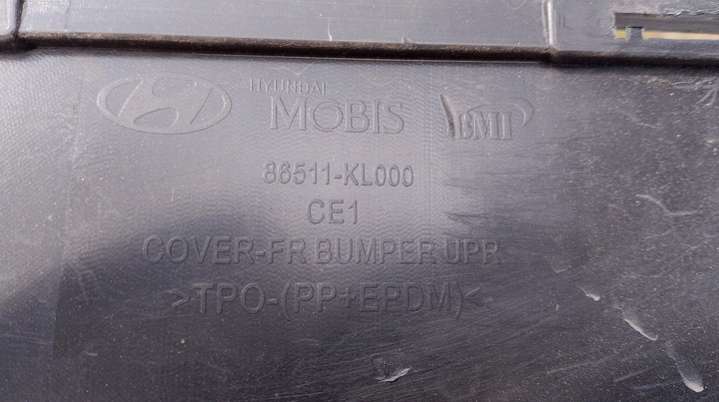 HYUNDAI
MOBIS
BMI
86511-KL000
CE1
COVER-FR BUMPER UPR
>TPO-(PP+EPDM)<